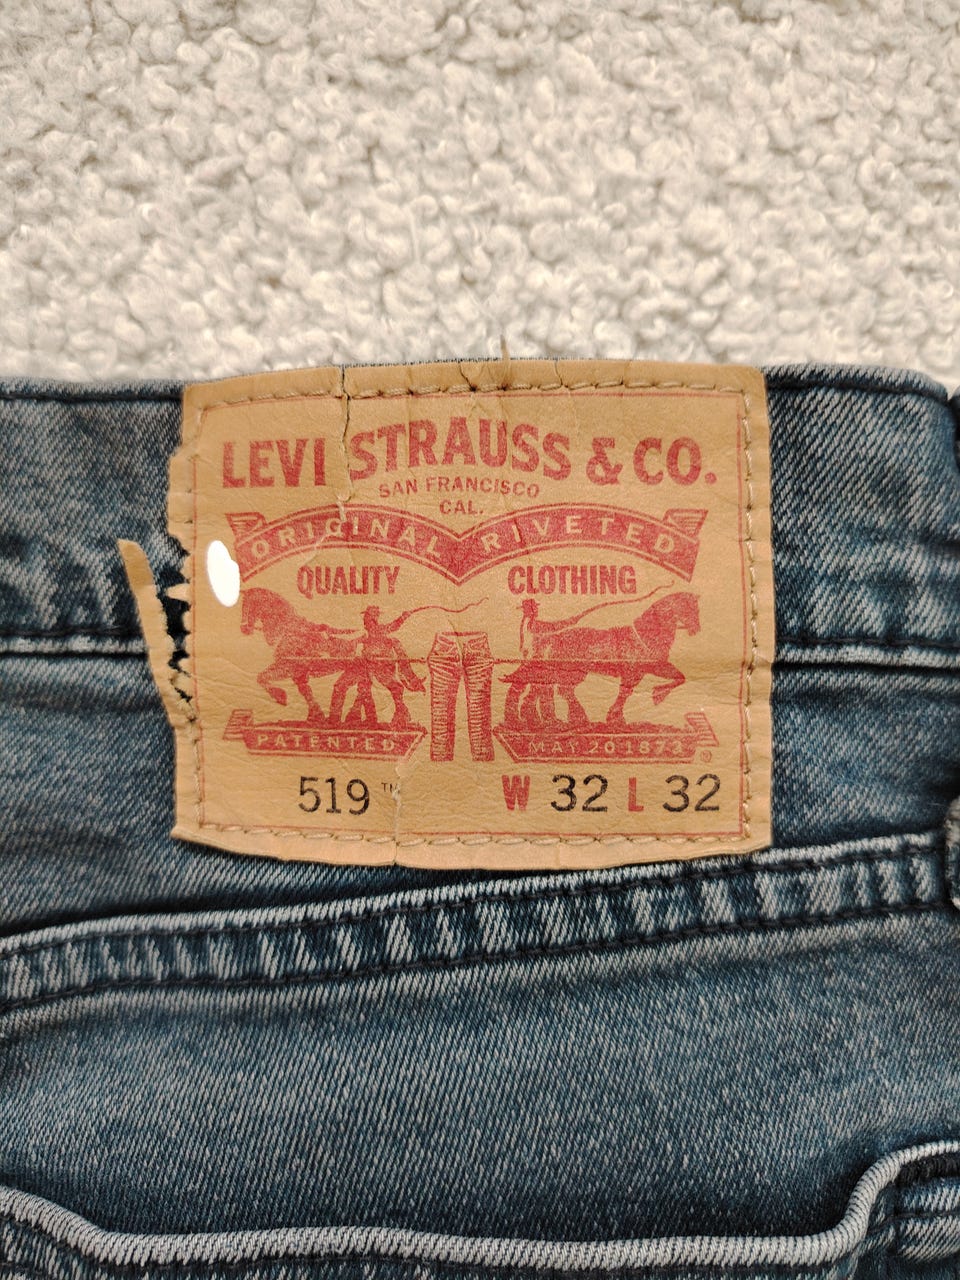 LEVI STRAUSS & CO.
SAN FRANCISCO
CAL.
ORIGINAL RIVETED
QUALITY CLOTHING
PATENTED MAY 20 1873 ®
519™ W 32 L 32